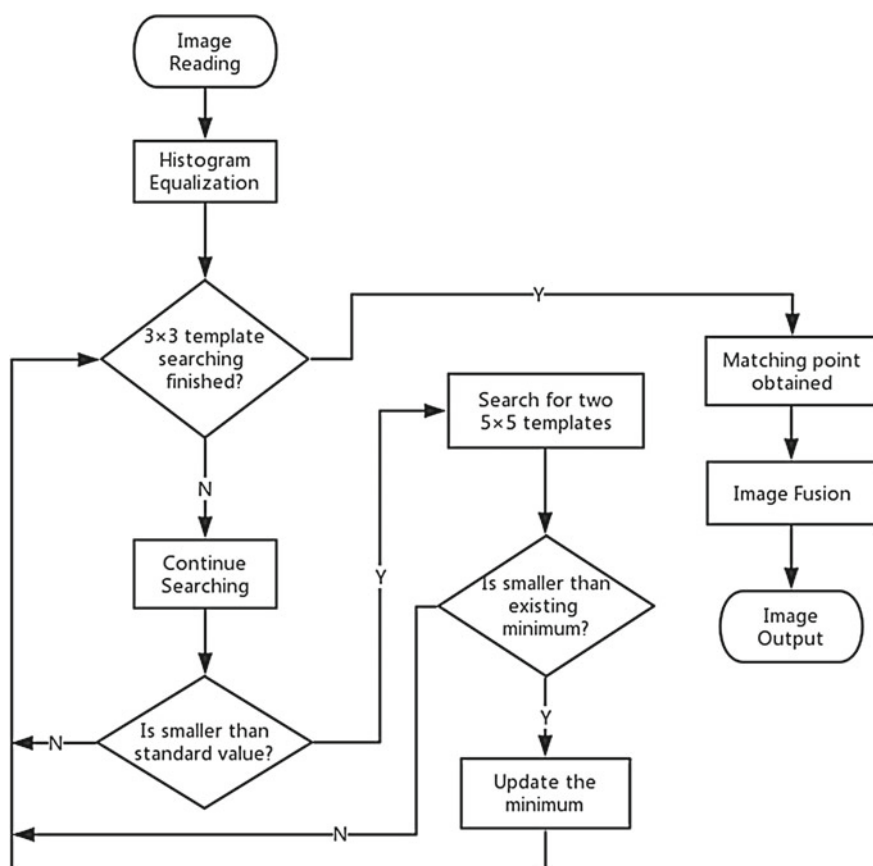 Image
Reading
Histogram
Equalization
Y
3×3 template
searching
finished?
Matching point
obtained
Search for two
5×5 templates
N
Image Fusion
Continue
Searching
Y
Is smaller than
existing
minimum?
Image
Output
Is smaller than
standard value?
N
Y
Update the
minimum
N